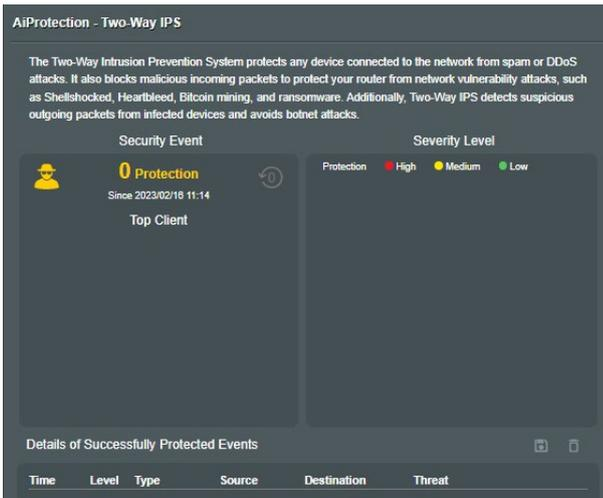 AiProtection - Two-Way IPS
The Two-Way Intrusion Prevention System protects any device connected to the network from spam or DDoS
attacks. It also blocks malicious incoming packets to protect your router from network vulnerability attacks, such
as Shellshocked, Heartbleed, Bitcoin mining, and ransomware. Additionally, Two-Way IPS detects suspicious
outgoing packets from infected devices and avoids botnet attacks.
Security Event
Severity Level
0 Protection
0
Since 2023/02/16 11:14
Top Client
Protection High Medium Low
Details of Successfully Protected Events
Time Level Type Source Destination Threat